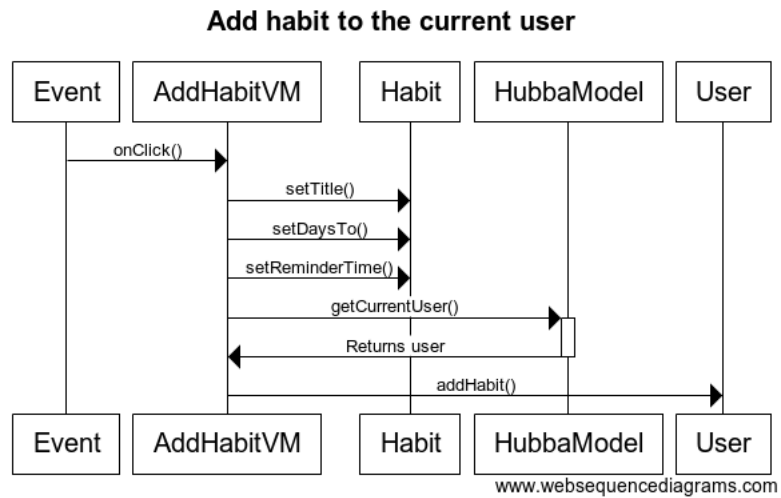 Add habit to the current user
Event AddHabitVM Habit HubbaModel User
onClick()
setTitle()
setDaysTo()
setReminderTime()
getCurrentUser()
Returns user
addHabit()
Event AddHabitVM Habit HubbaModel User
www.websequencediagrams.com